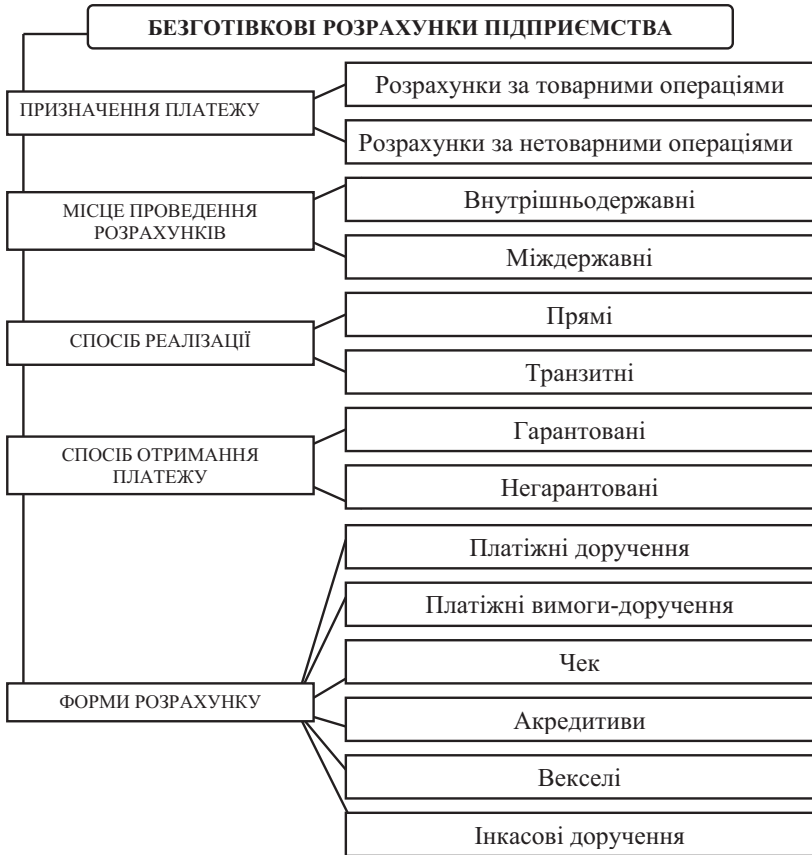 БЕЗГОТІВКОВІ РОЗРАХУНКИ ПІДПРИЄМСТВА
ПРИЗНАЧЕННЯ ПЛАТЕЖУ
Розрахунки за товарними операціями
Розрахунки за нетоварними операціями
МІСЦЕ ПРОВЕДЕННЯ
РОЗРАХУНКІВ
Внутрішньодержавні
Міждержавні
СПОСІБ РЕАЛІЗАЦІЇ
Прямі
Транзитні
СПОСІБ ОТРИМАННЯ
ПЛАТЕЖУ
Гарантовані
Негарантовані
ФОРМИ РОЗРАХУНКУ
Платіжні доручення
Платіжні вимоги-доручення
Чек
Акредитиви
Векселі
Інкасові доручення